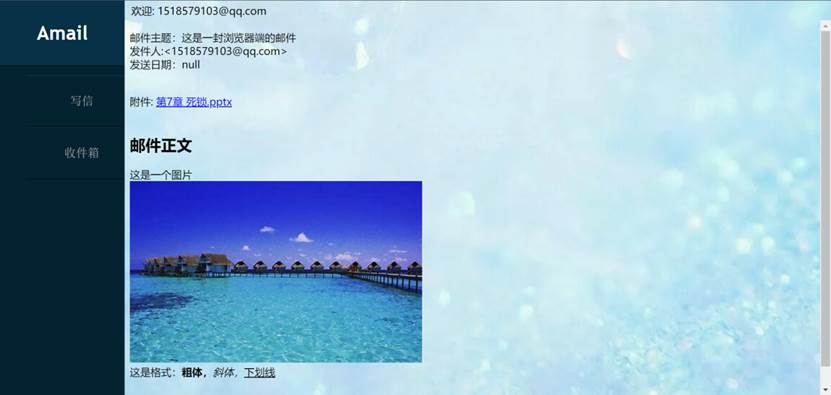 Amail
写信
收件箱
欢迎: 1518579103@qq.com
邮件主题：这是一封浏览器端的邮件
发件人:<1518579103@qq.com>
发送日期：null
附件: 第7章 死锁.pptx
邮件正文
这是一个图片
这是格式：粗体，斜体，下划线